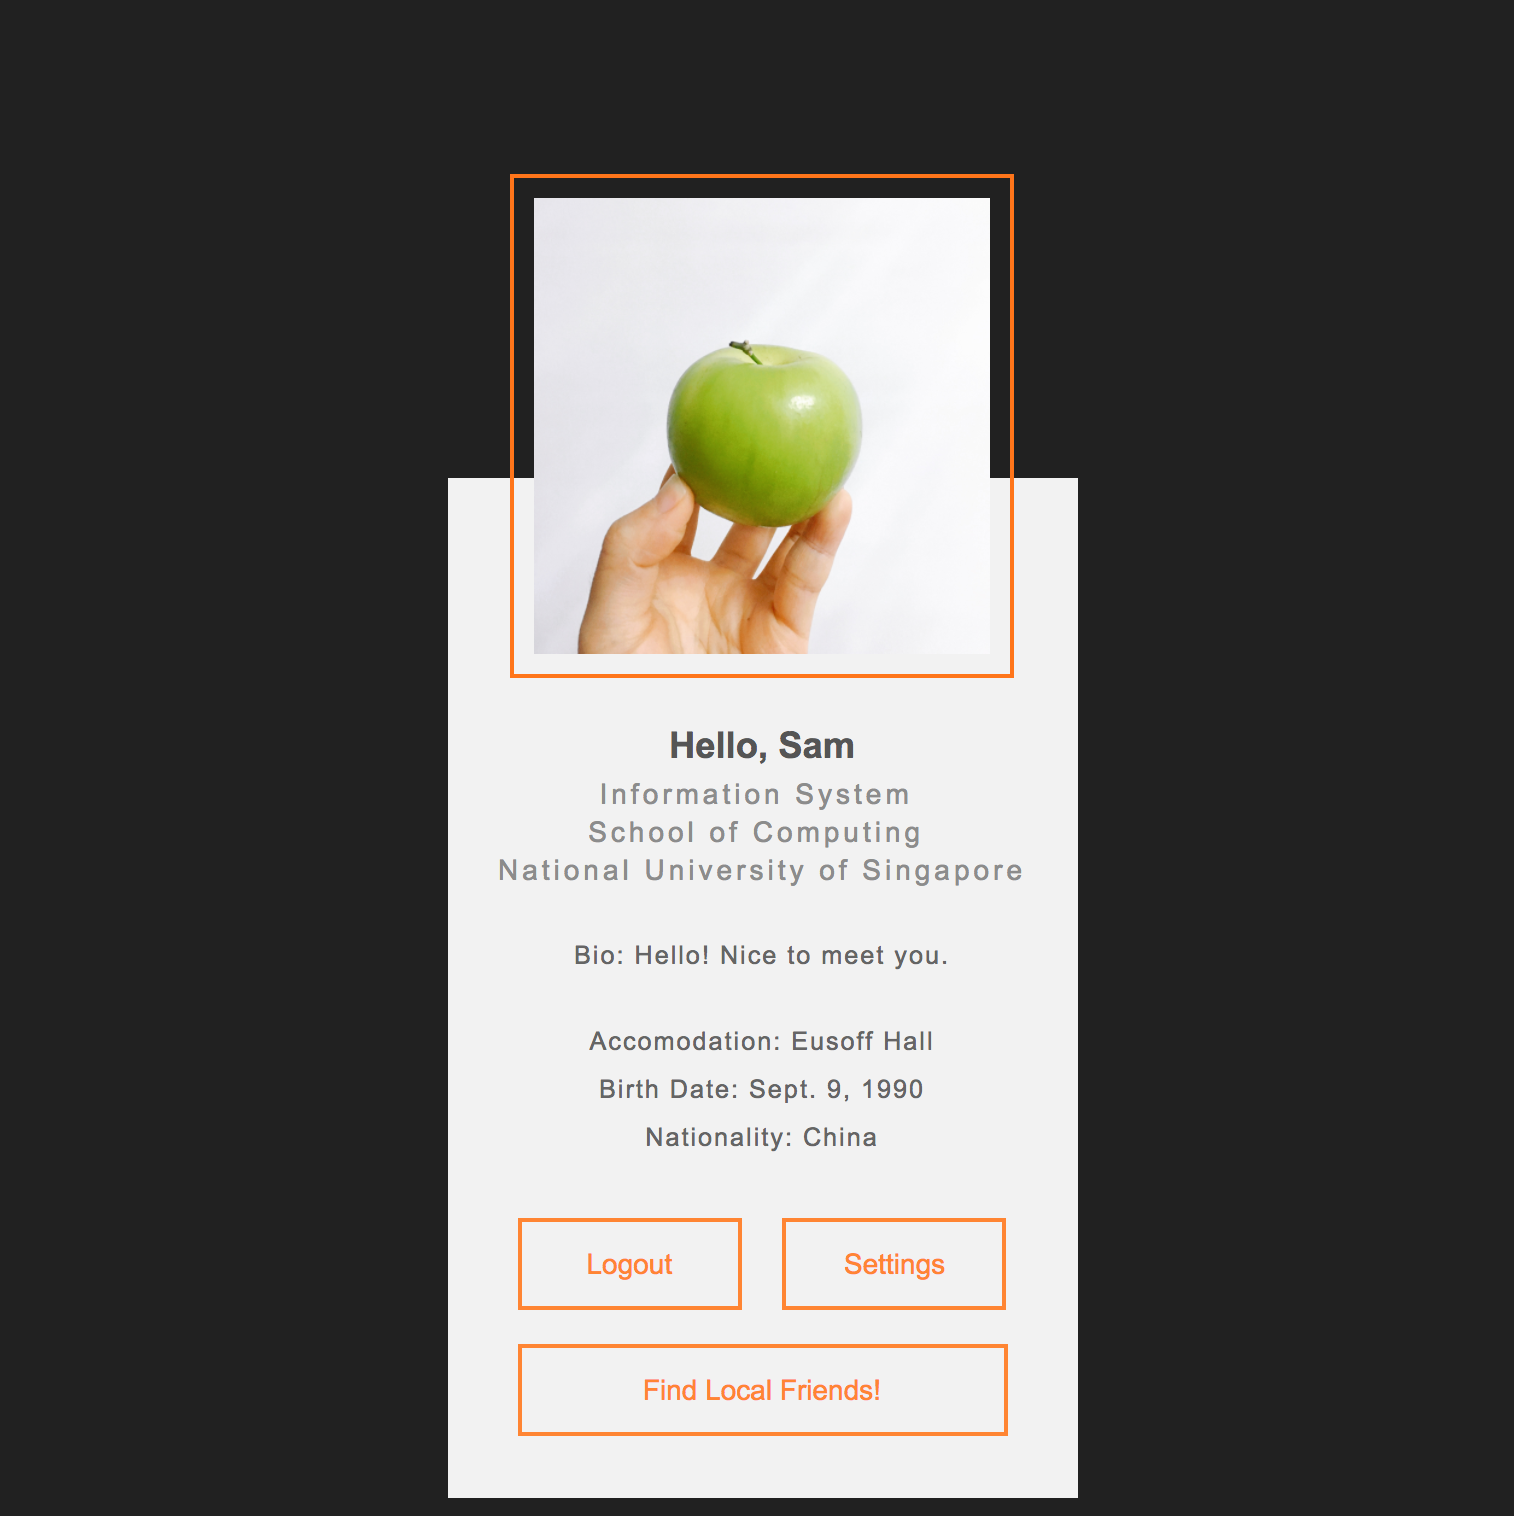 Hello, Sam
Information System
School of Computing
National University of Singapore
Bio: Hello! Nice to meet you.
Accomodation: Eusoff Hall
Birth Date: Sept. 9, 1990
Nationality: China
Logout
Settings
Find Local Friends!